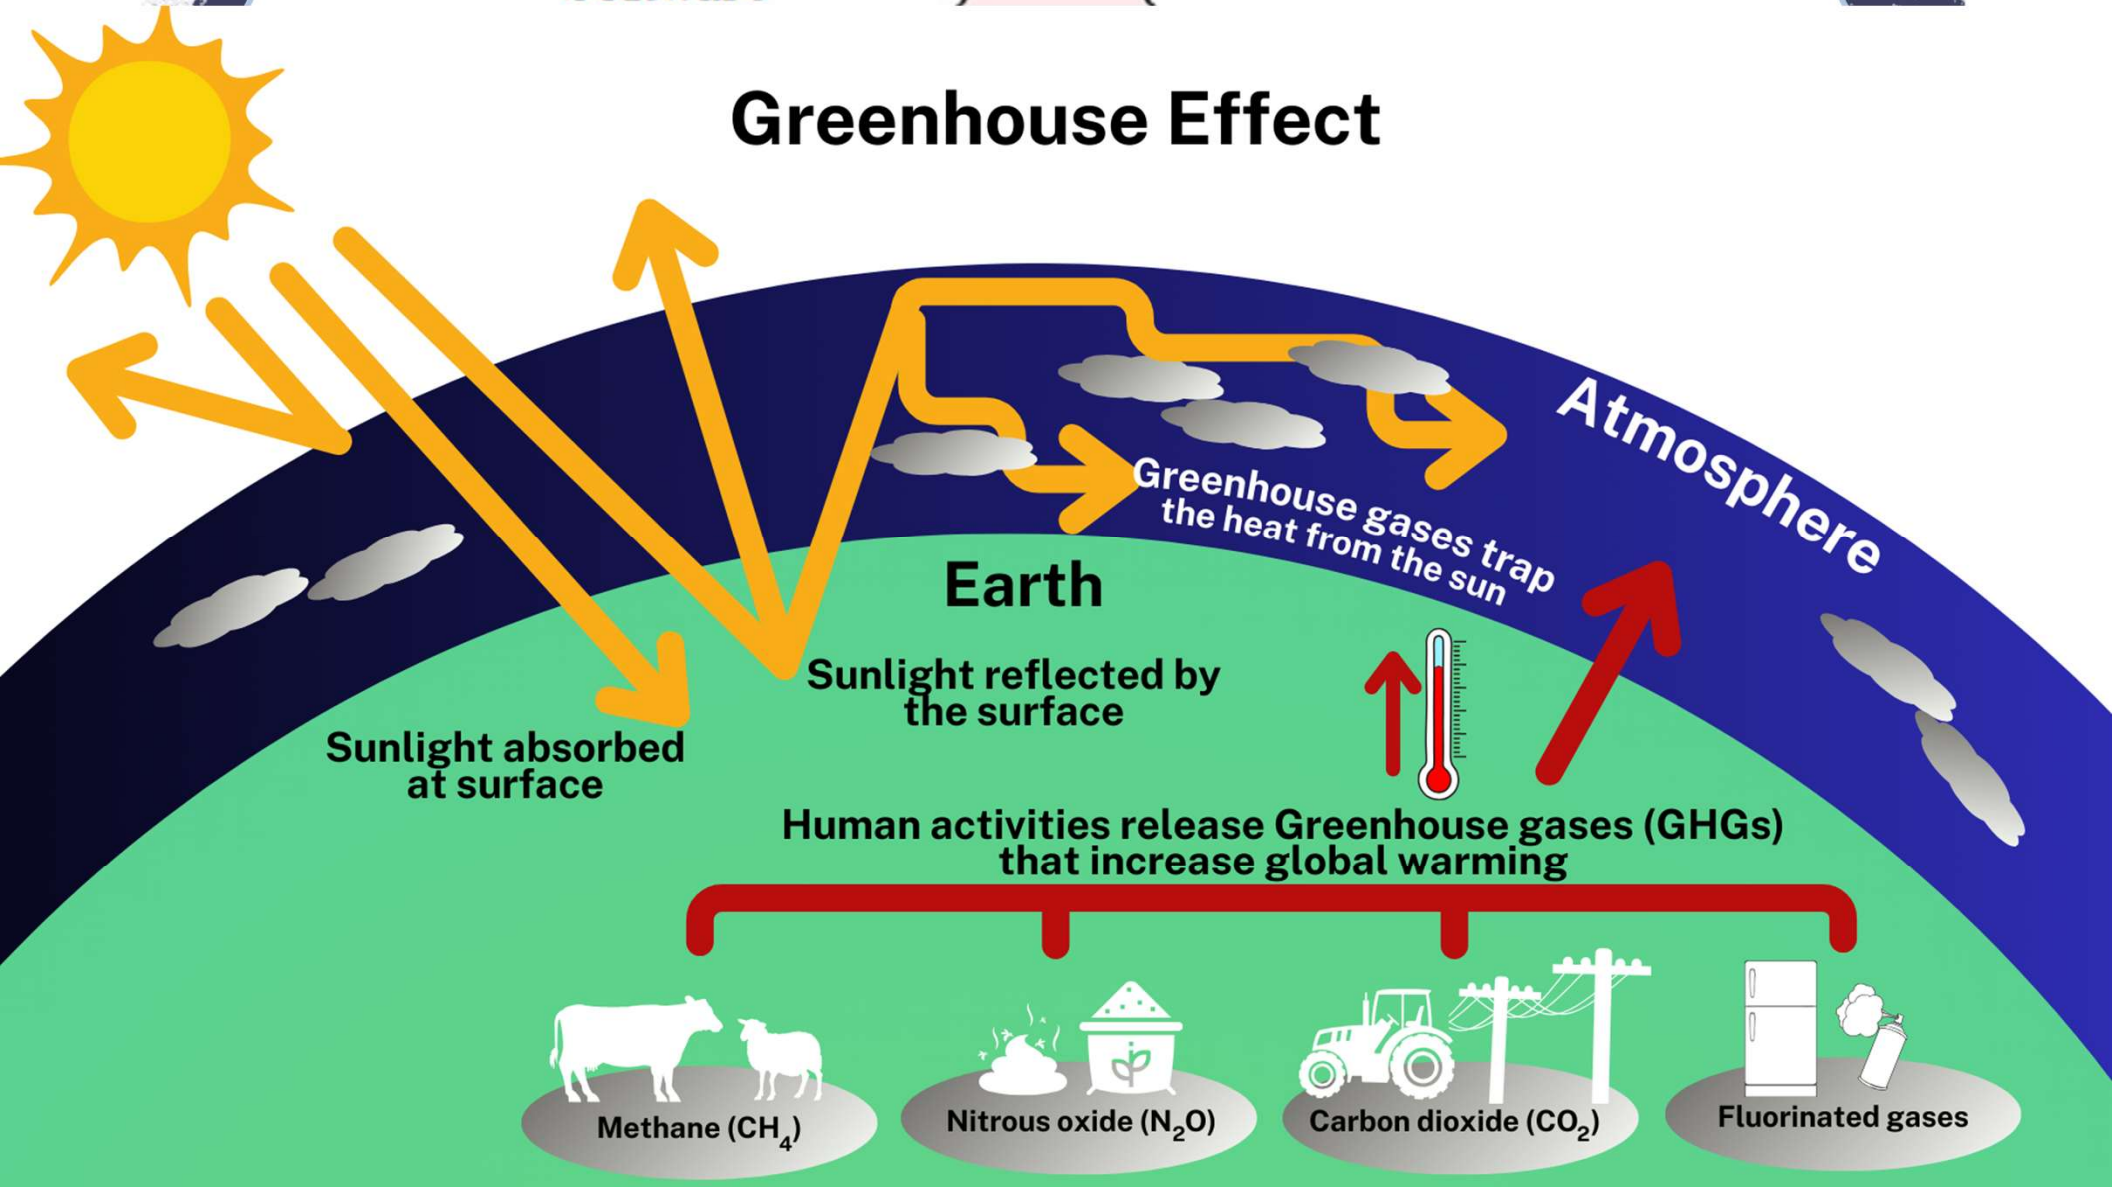 Greenhouse Effect
Atmosphere
Greenhouse gases trap
the heat from the sun
Earth
Sunlight reflected by
the surface
Sunlight absorbed
at surface
Human activities release Greenhouse gases (GHGs)
that increase global warming
Methane (CH₄)
Nitrous oxide (N₂O)
Carbon dioxide (CO₂)
Fluorinated gases